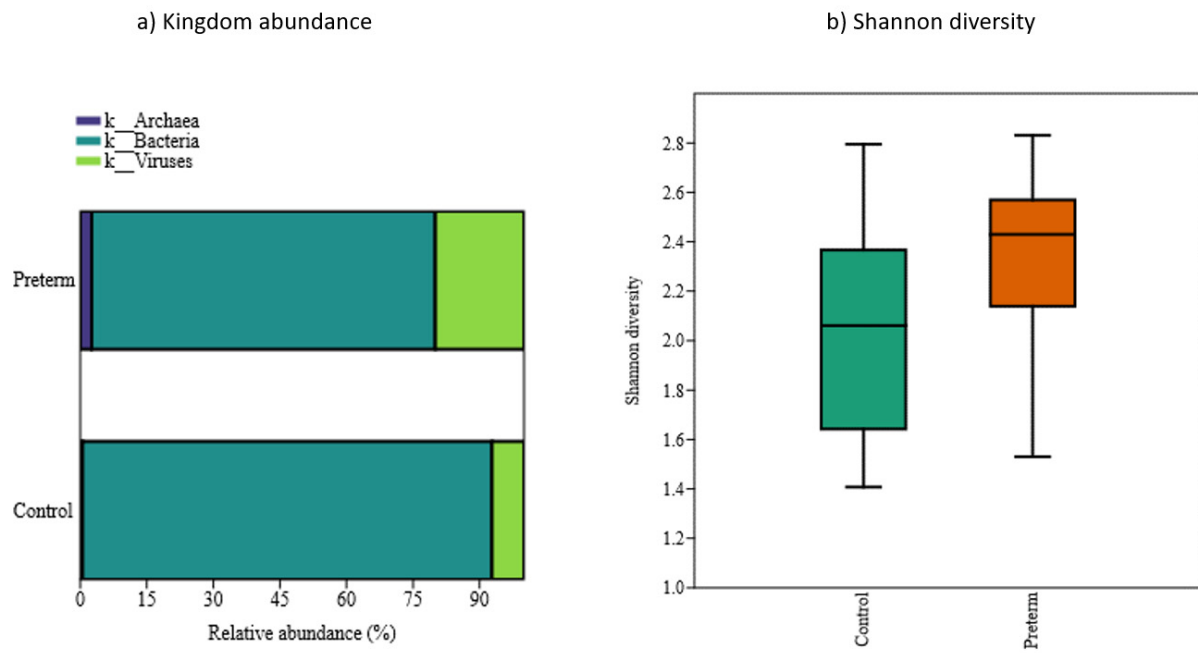 a) Kingdom abundance
k__Archaea
k__Bacteria
k__Viruses
Preterm
Control
0 15 30 45 60 75 90
Relative abundance (%)
b) Shannon diversity
Shannon diversity
2.8
2.6
2.4
2.2
2.0
1.8
1.6
1.4
1.2
1.0
Control
Preterm